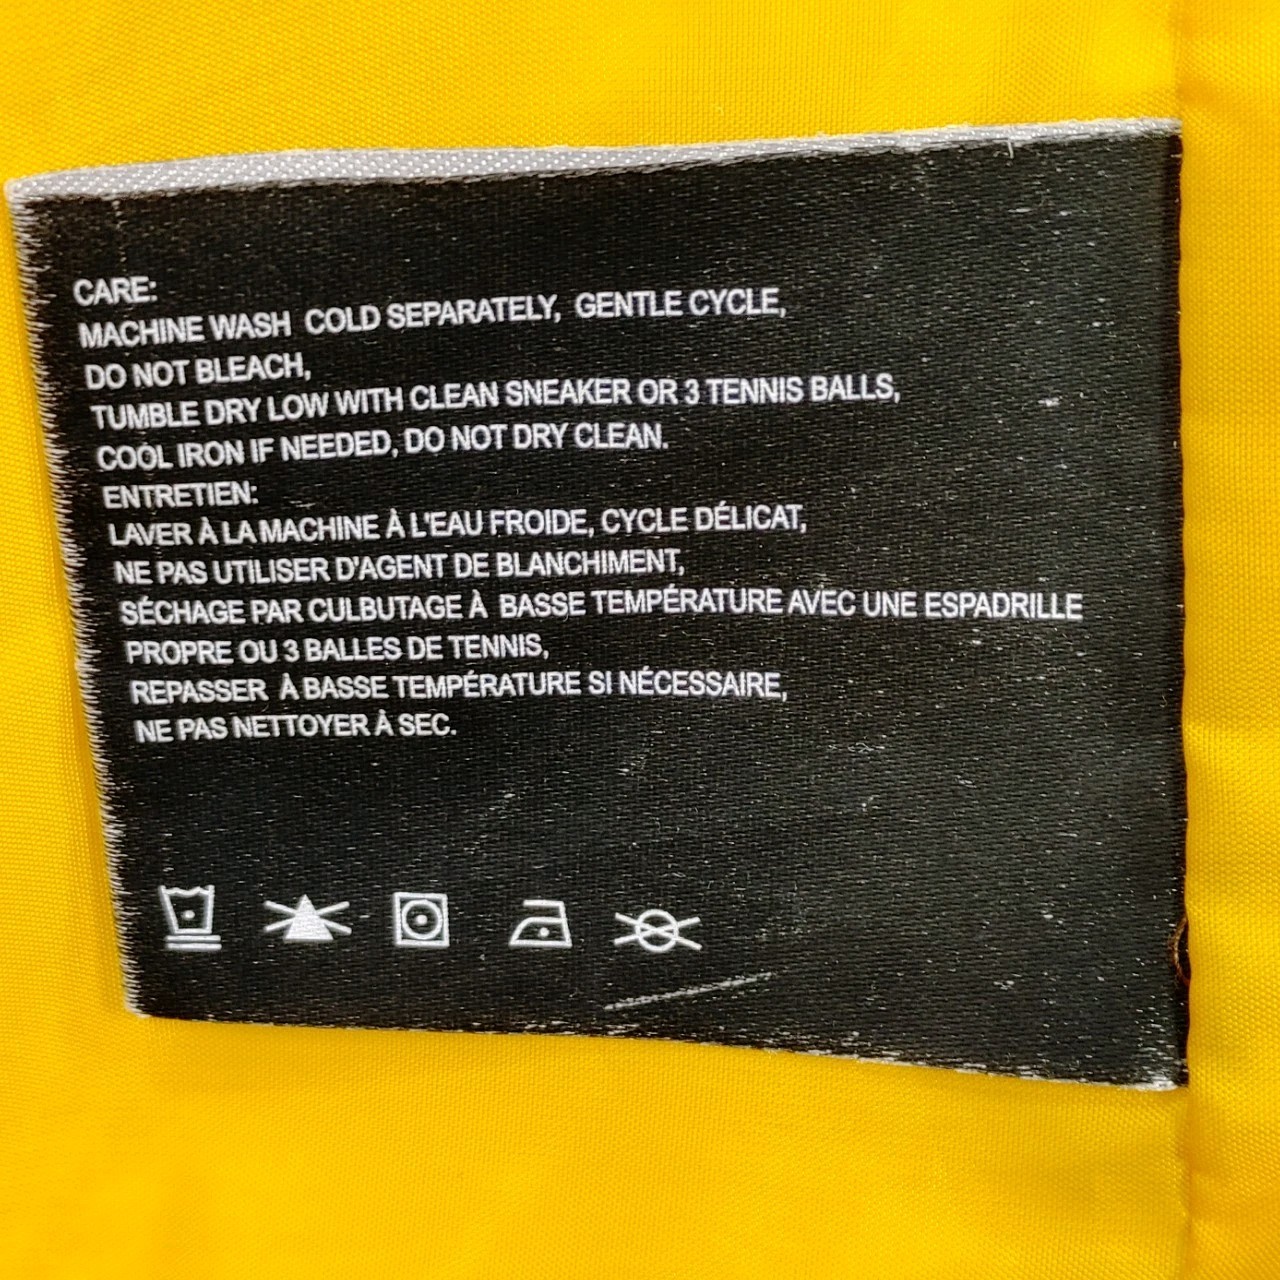 CARE:
MACHINE WASH COLD SEPARATELY, GENTLE CYCLE,
DO NOT BLEACH,
TUMBLE DRY LOW WITH CLEAN SNEAKER OR 3 TENNIS BALLS,
COOL IRON IF NEEDED, DO NOT DRY CLEAN.
ENTRETIEN:
LAVER À LA MACHINE À L'EAU FROIDE, CYCLE DÉLICAT,
NE PAS UTILISER D'AGENT DE BLANCHIMENT,
SÉCHAGE PAR CULBUTAGE À BASSE TEMPÉRATURE AVEC UNE ESPADRILLE
PROPRE OU 3 BALLES DE TENNIS,
REPASSER À BASSE TEMPÉRATURE SI NÉCESSAIRE,
NE PAS NETTOYER À SEC.